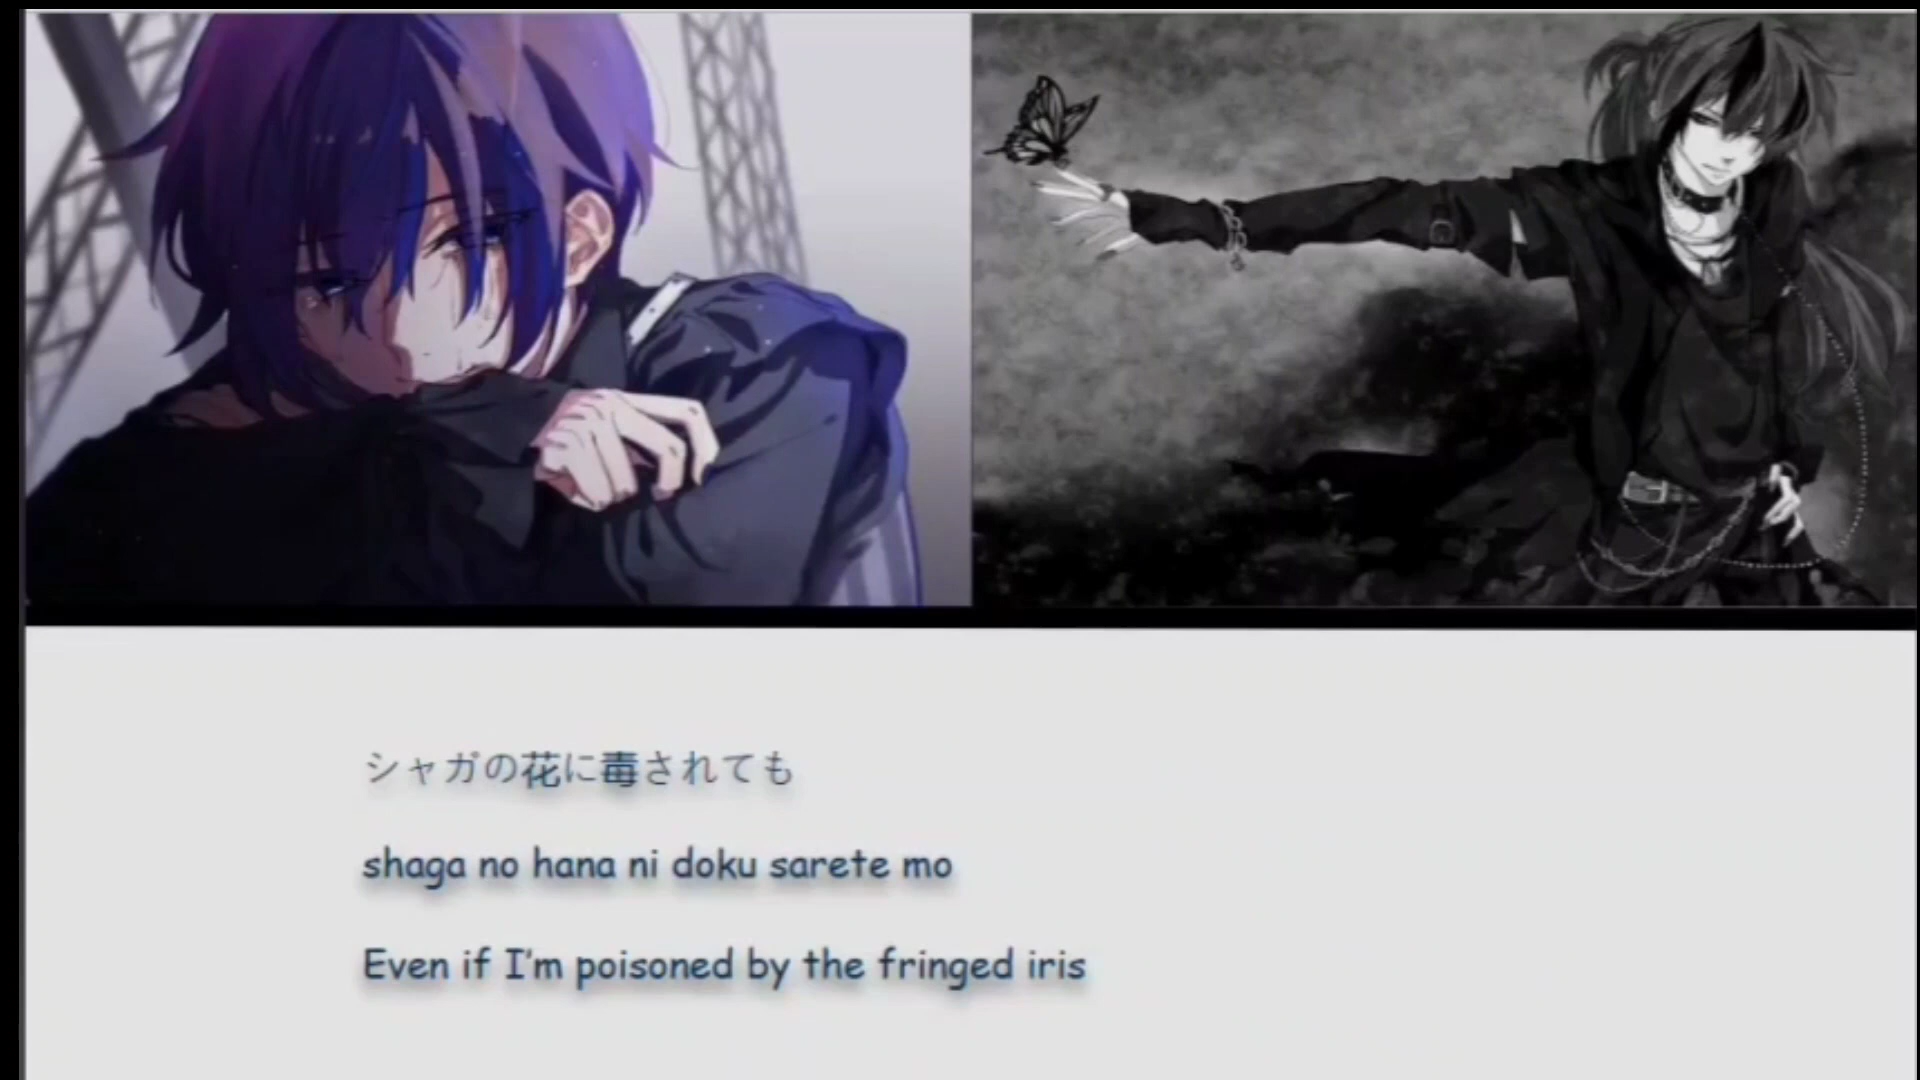 シャガの花に毒されても
shaga no hana ni doku sarete mo
Even if I'm poisoned by the fringed iris